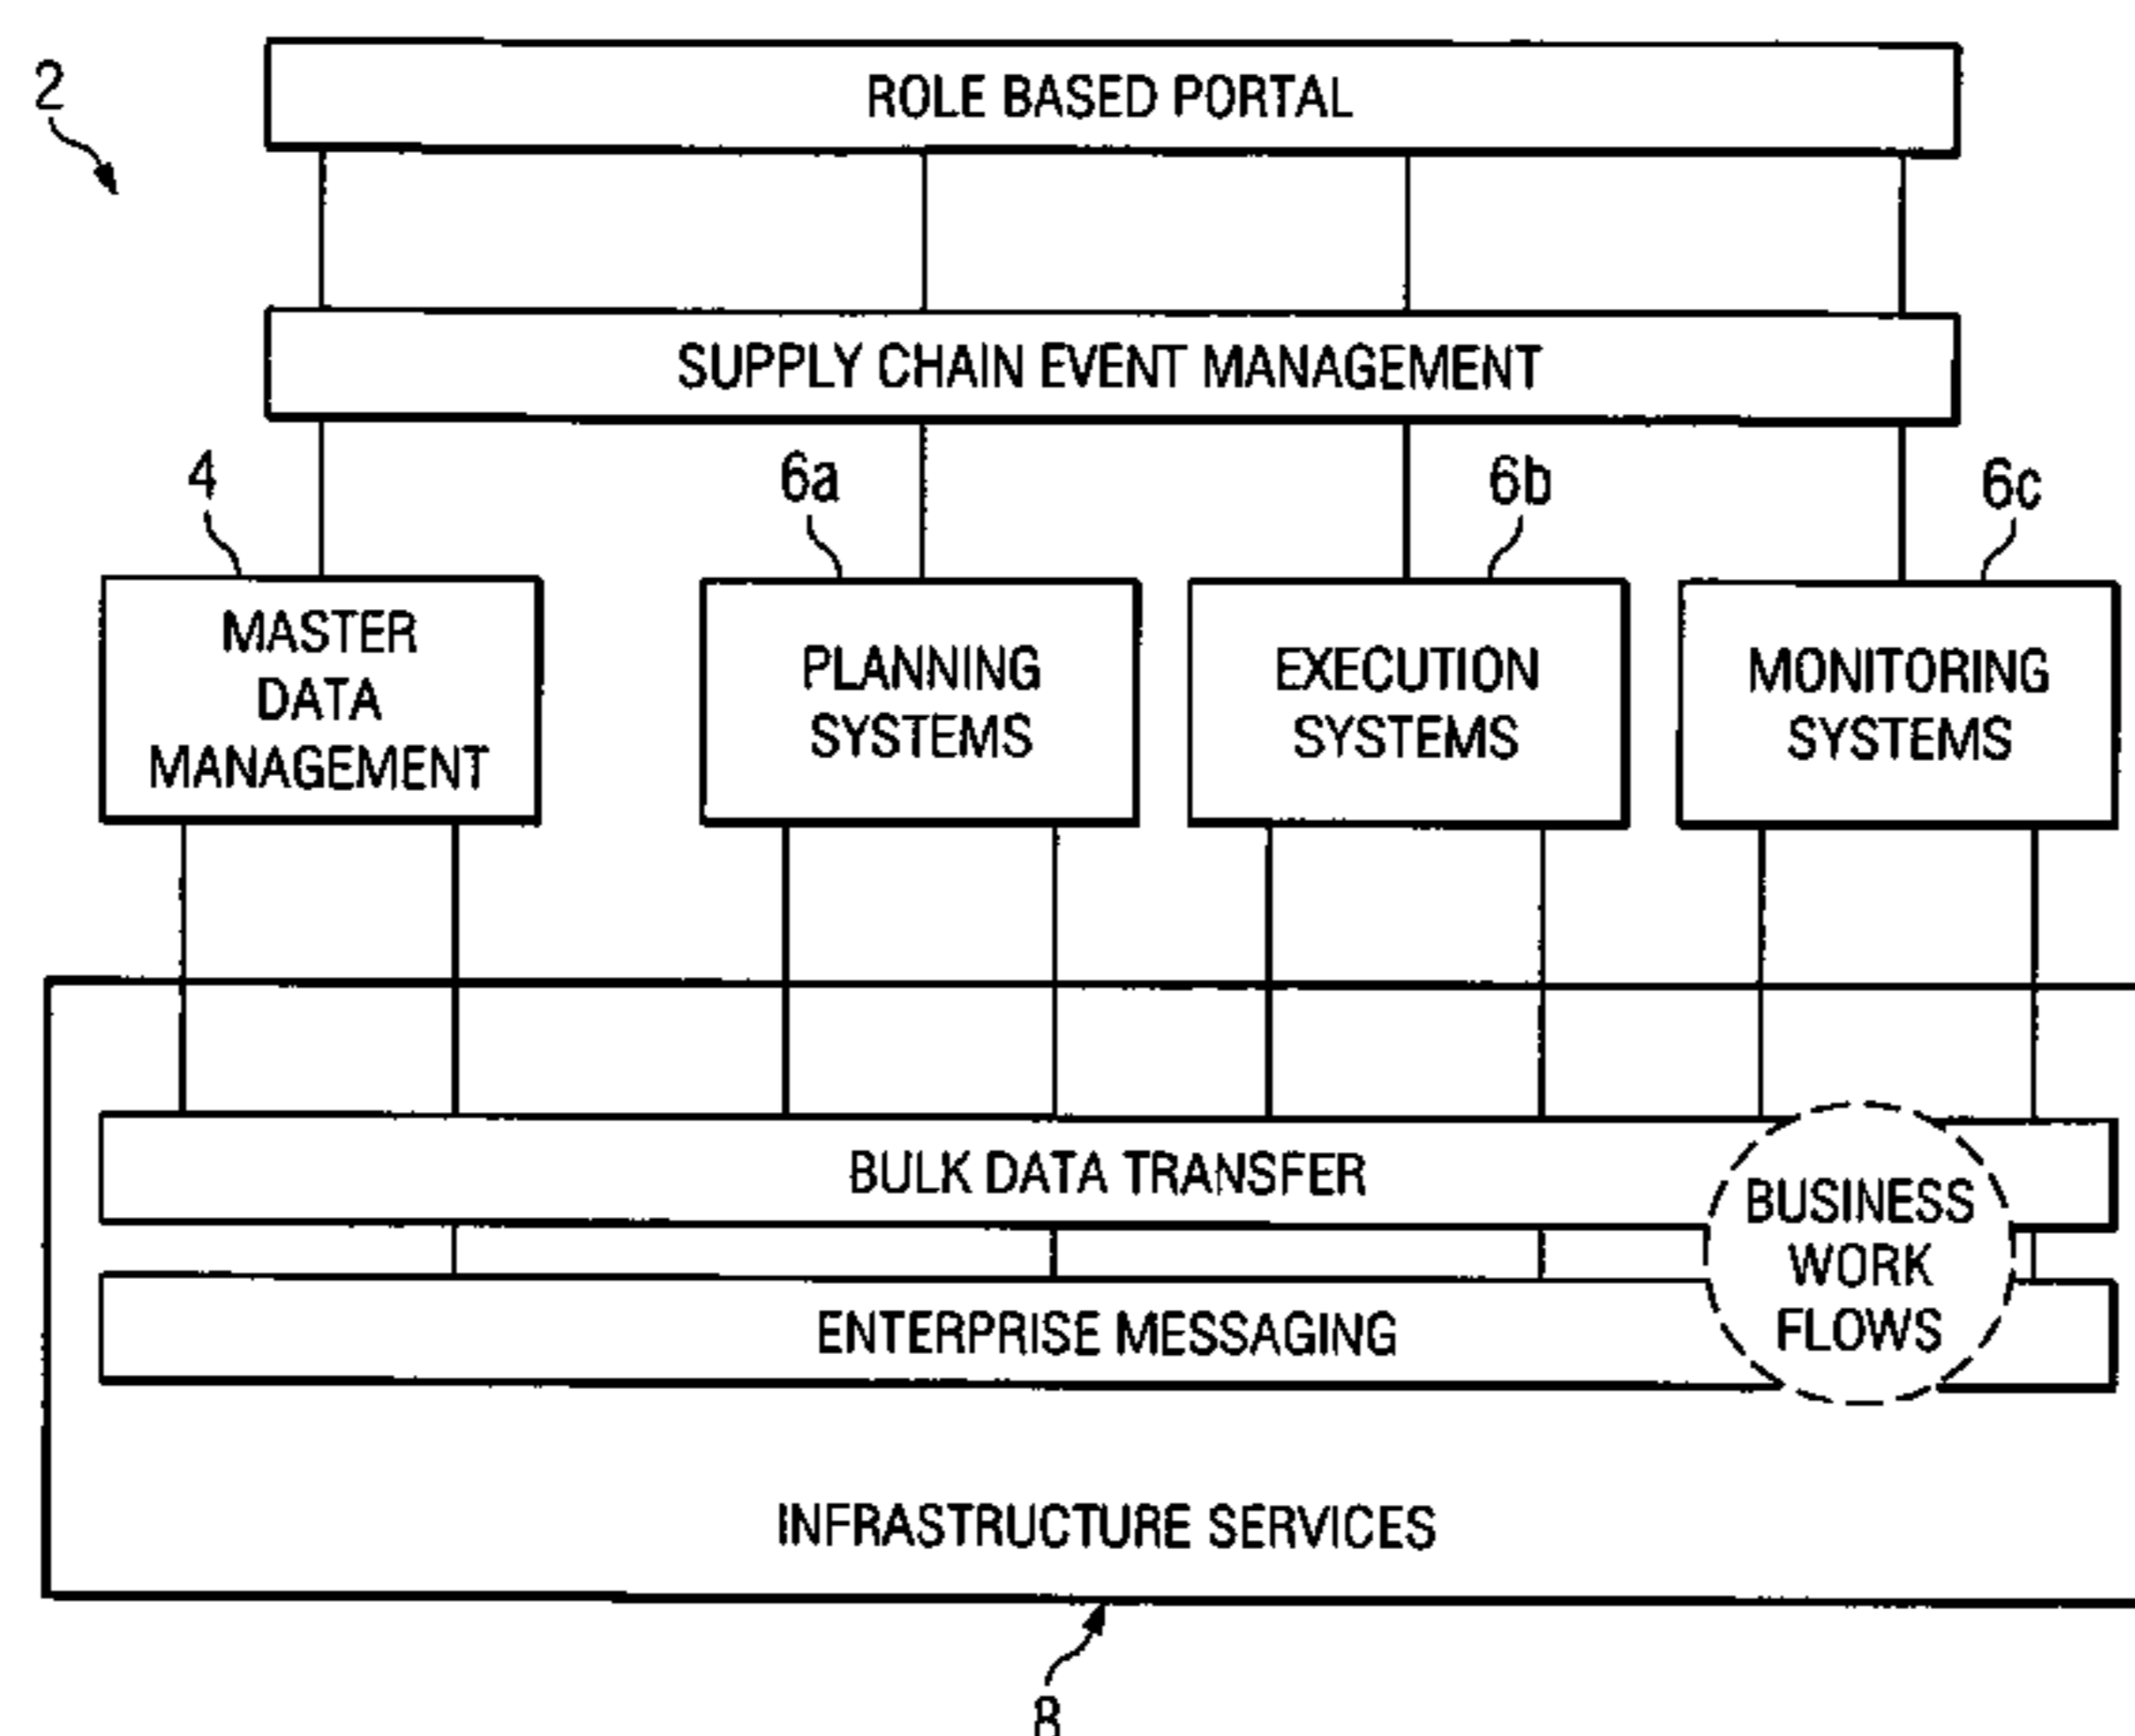 2
ROLE BASED PORTAL
SUPPLY CHAIN EVENT MANAGEMENT
4
6a
6b
6c
MASTER
DATA
MANAGEMENT
PLANNING
SYSTEMS
EXECUTION
SYSTEMS
MONITORING
SYSTEMS
BULK DATA TRANSFER
BUSINESS
WORK
FLOWS
ENTERPRISE MESSAGING
INFRASTRUCTURE SERVICES
8